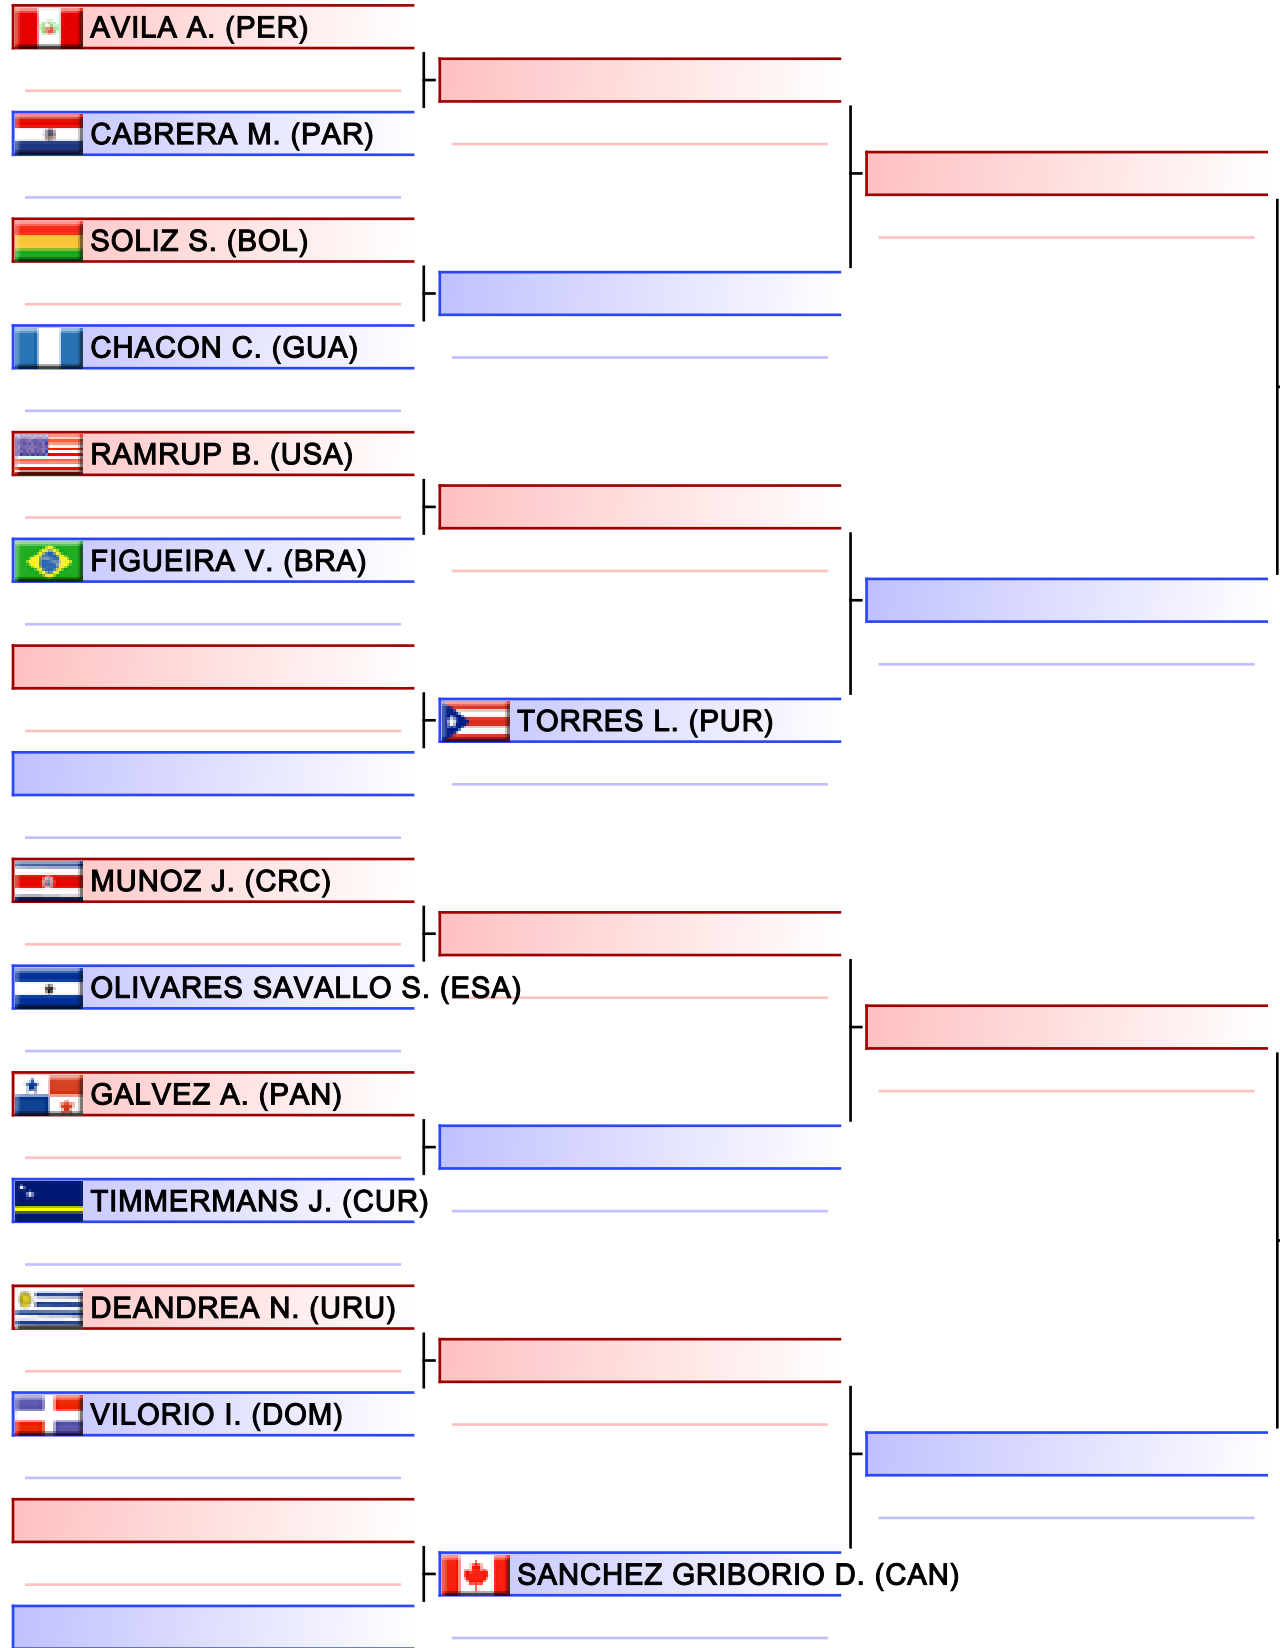 AVILA A. (PER)
CABRERA M. (PAR)
SOLIZ S. (BOL)
CHACON C. (GUA)
RAMRUP B. (USA)
FIGUEIRA V. (BRA)
TORRES L. (PUR)
MUNOZ J. (CRC)
OLIVARES SAVALLO S. (ESA)
GALVEZ A. (PAN)
TIMMERMANS J. (CUR)
DEANDREA N. (URU)
VILORIO I. (DOM)
SANCHEZ GRIBORIO D. (CAN)